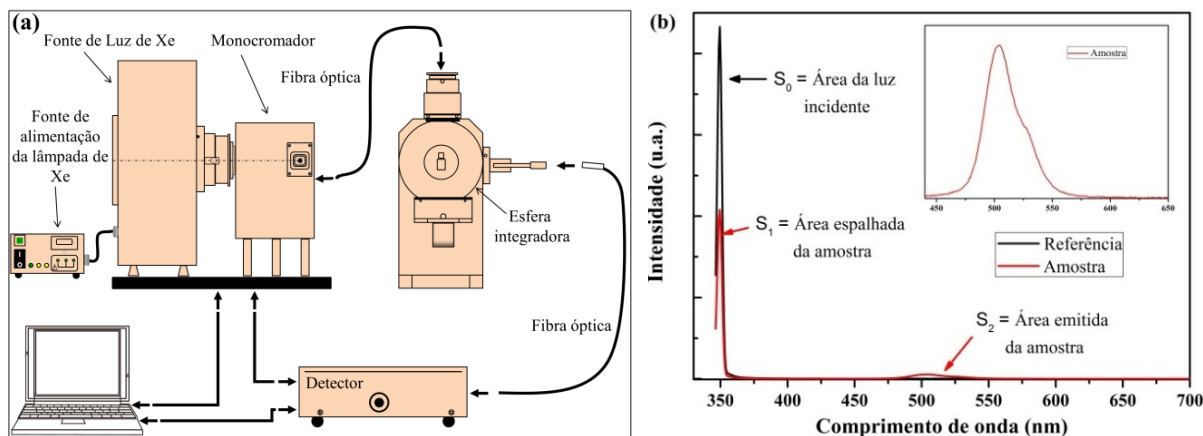 (a)
Fonte de Luz de Xe
Monocromador
Fibra óptica
Fonte de
alimentação
da lâmpada de
Xe
Esfera
integradora
Fibra óptica
Detector
(b)
Intensidade (u.a.)
S0 = Área da luz
incidente
S1 = Área espalhada
da amostra
S2 = Área emitida
da amostra
Amostra
450 500 550 600 650
Referência
Amostra
350 400 450 500 550 600 650 700
Comprimento de onda (nm)